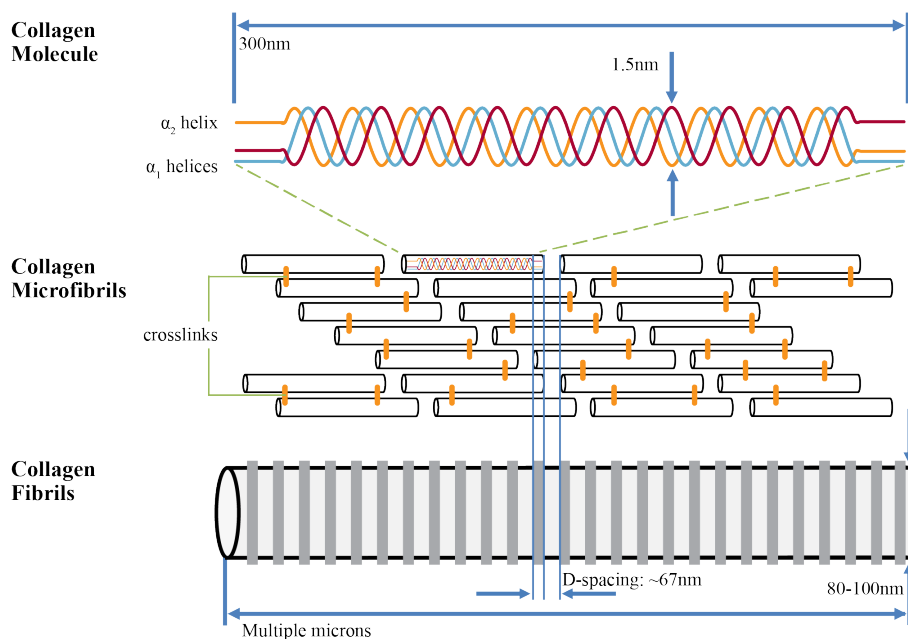 Collagen
Molecule
300nm
1.5nm
α₂ helix
α₁ helices
Collagen
Microfibrils
crosslinks
Collagen
Fibrils
D-spacing: ~67nm
80-100nm
Multiple microns